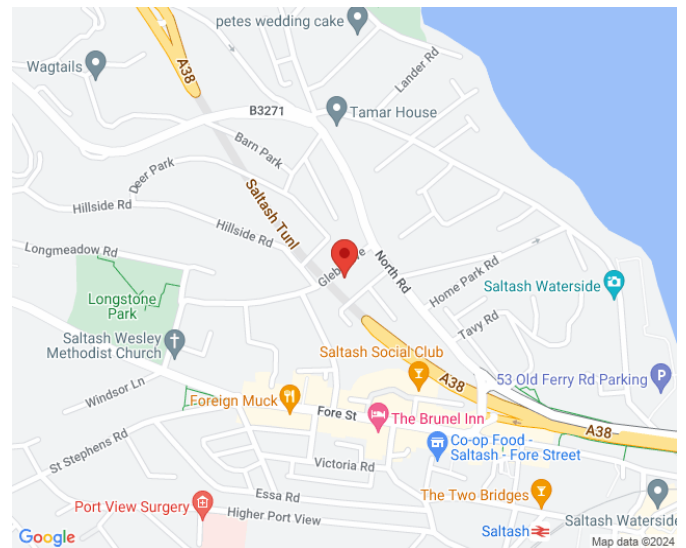 petes wedding cake
A38
Wagtails
Lander Rd
B3271
Tamar House
Barn Park
Deer Park
Hillside Rd
Saltash Tunl
Hillside Rd
Longmeadow Rd
North Rd
Home Park Rd
Longstone
Park
Saltash Waterside
Tavy Rd
Saltash Wesley
Methodist Church
Saltash Social Club
A38
53 Old Ferry Rd Parking
Windsor Ln
Foreign Muck
Fore St
The Brunel Inn
A38
Co-op Food -
Saltash - Fore Street
St Stephens Rd
Victoria Rd
Essa Rd
The Two Bridges
Port View Surgery
Higher Port View
Saltash
Saltash Waterside
Google
Map data ©2024